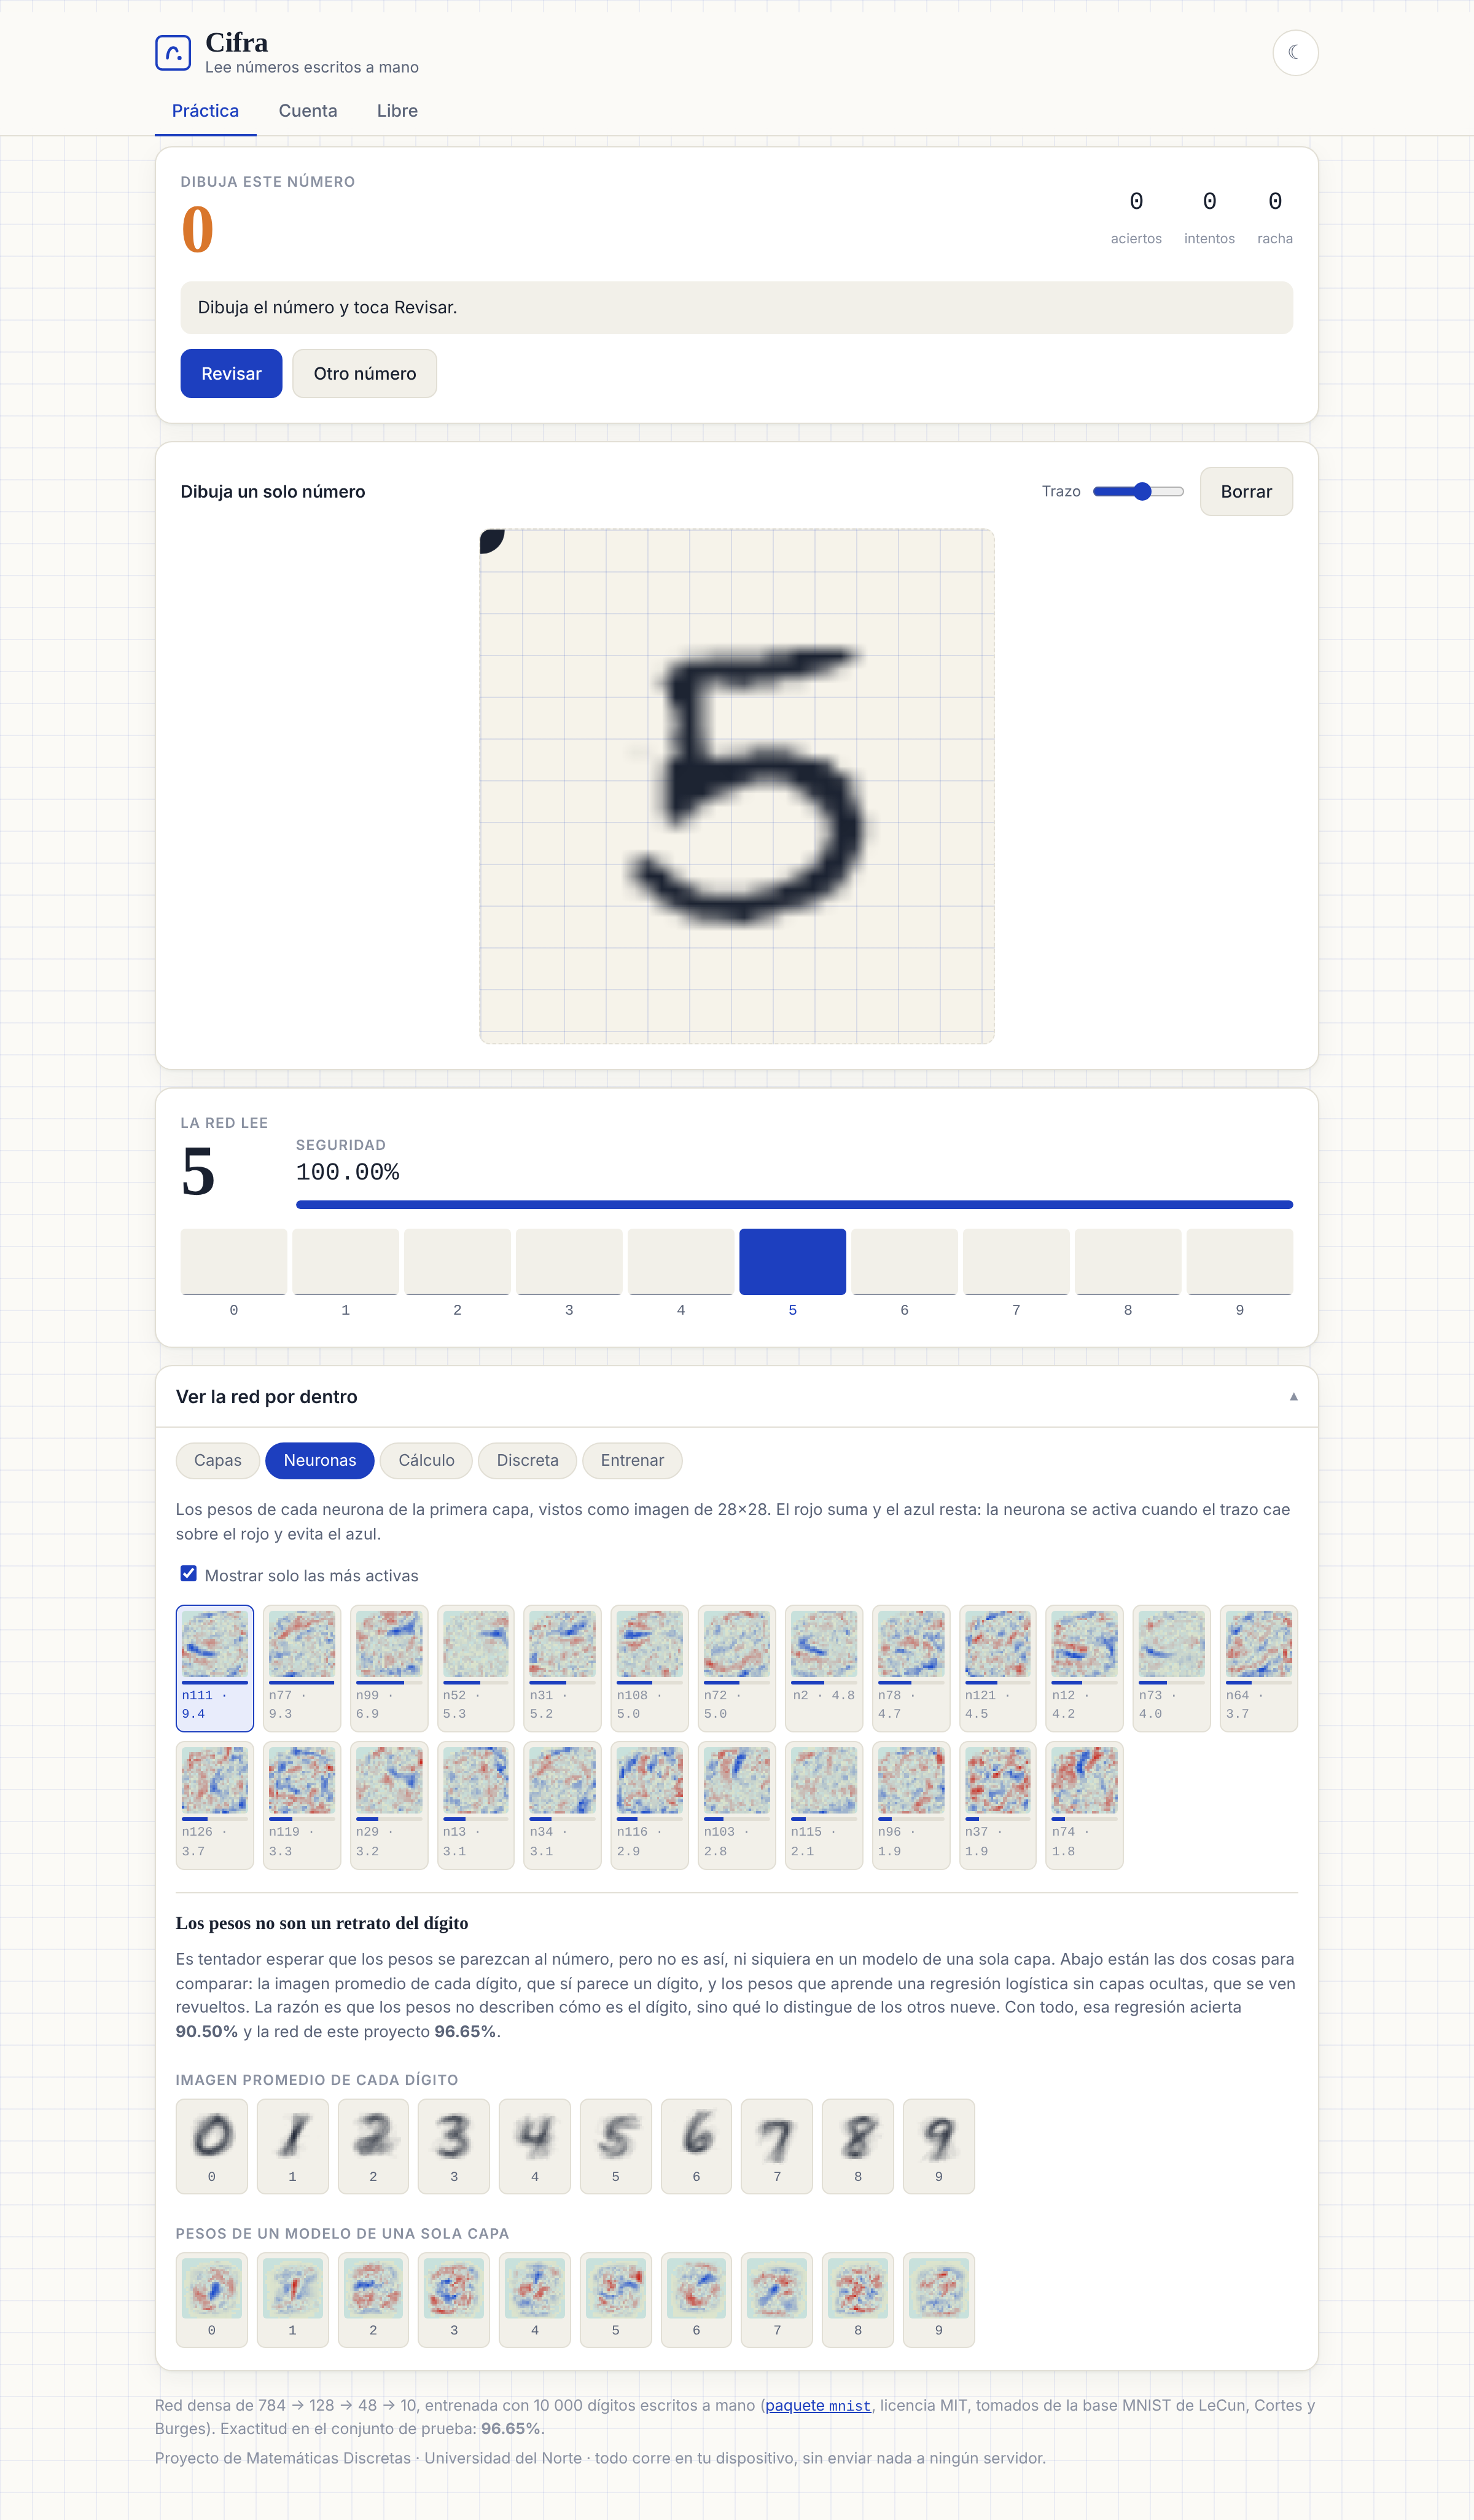 Cifra
Lee números escritos a mano
☾
Práctica Cuenta Libre
DIBUJA ESTE NÚMERO
0
0 0 0
aciertos intentos racha
Dibuja el número y toca Revisar.
Revisar Otro número
Dibuja un solo número
Trazo Borrar
5
LA RED LEE
5
SEGURIDAD
100.00%
0 1 2 3 4 5 6 7 8 9
Ver la red por dentro ▲
Capas Neuronas Cálculo Discreta Entrenar
Los pesos de cada neurona de la primera capa, vistos como imagen de 28×28. El rojo suma y el azul resta: la neurona se activa cuando el trazo cae
sobre el rojo y evita el azul.
Mostrar solo las más activas
n111 · n77 · n99 · n52 · n31 · n108 · n72 · n2 · 4.8 n78 · n121 · n12 · n73 · n64 ·
9.4 9.3 6.9 5.3 5.2 5.0 5.0 4.7 4.5 4.2 4.0 3.7
n126 · n119 · n29 · n13 · n34 · n116 · n103 · n115 · n96 · n37 · n74 ·
3.7 3.3 3.2 3.1 3.1 2.9 2.8 2.1 1.9 1.9 1.8
Los pesos no son un retrato del dígito
Es tentador esperar que los pesos se parezcan al número, pero no es así, ni siquiera en un modelo de una sola capa. Abajo están las dos cosas para
comparar: la imagen promedio de cada dígito, que sí parece un dígito, y los pesos que aprende una regresión logística sin capas ocultas, que se ven
revueltos. La razón es que los pesos no describen cómo es el dígito, sino qué lo distingue de los otros nueve. Con todo, esa regresión acierta
90.50% y la red de este proyecto 96.65%.
IMAGEN PROMEDIO DE CADA DÍGITO
0 1 2 3 4 5 6 7 8 9
0 1 2 3 4 5 6 7 8 9
PESOS DE UN MODELO DE UNA SOLA CAPA
0 1 2 3 4 5 6 7 8 9
Red densa de 784 → 128 → 48 → 10, entrenada con 10 000 dígitos escritos a mano (paquete mnist, licencia MIT, tomados de la base MNIST de LeCun, Cortes y
Burges). Exactitud en el conjunto de prueba: 96.65%.
Proyecto de Matemáticas Discretas · Universidad del Norte · todo corre en tu dispositivo, sin enviar nada a ningún servidor.